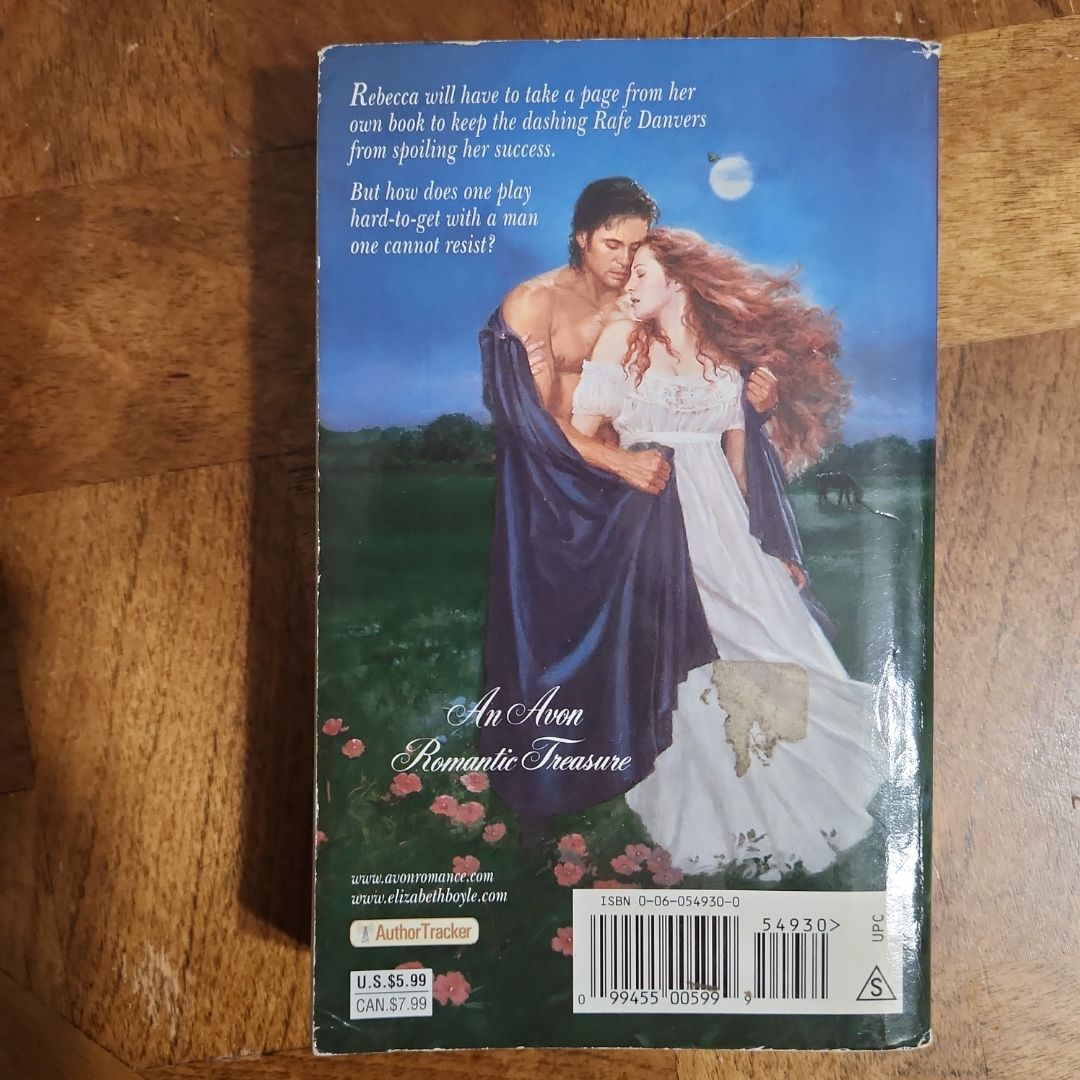 Rebecca will have to take a page from her
own book to keep the dashing Rafe Danvers
from spoiling her success.
But how does one play
hard-to-get with a man
one cannot resist?
An Avon
Romantic Treasure
www.avonromance.com
www.elizabethboyle.com
AuthorTracker
U.S.$5.99
CAN.$7.99
ISBN 0-06-054930-0
54930>
UPC
0 99455 00599 9
S